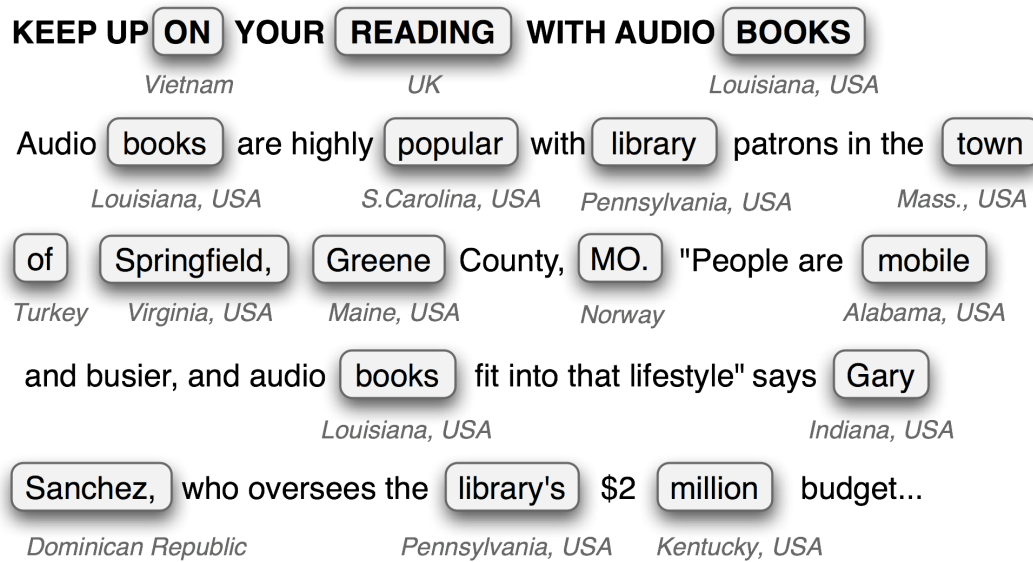 KEEP UP ON YOUR READING WITH AUDIO BOOKS
Vietnam UK Louisiana, USA
Audio books are highly popular with library patrons in the town
Louisiana, USA S.Carolina, USA Pennsylvania, USA Mass., USA
of Springfield, Greene County, MO. "People are mobile
Turkey Virginia, USA Maine, USA Norway Alabama, USA
and busier, and audio books fit into that lifestyle" says Gary
Louisiana, USA Indiana, USA
Sanchez, who oversees the library's $2 million budget...
Dominican Republic Pennsylvania, USA Kentucky, USA